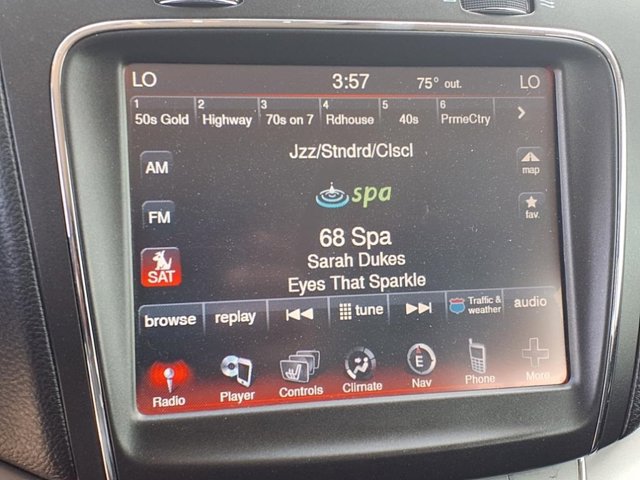 LO 3:57 75° out. LO
1 2 3 4 5 6
50s Gold Highway 70s on 7 Rdhouse 40s PrmeCtry >
Jzz/Stndrd/Clscl
AM map
spa
FM fav.
68 Spa
SAT Sarah Dukes
Eyes That Sparkle
browse replay tune Traffic & weather audio
Radio Player Controls Climate E Nav Phone More